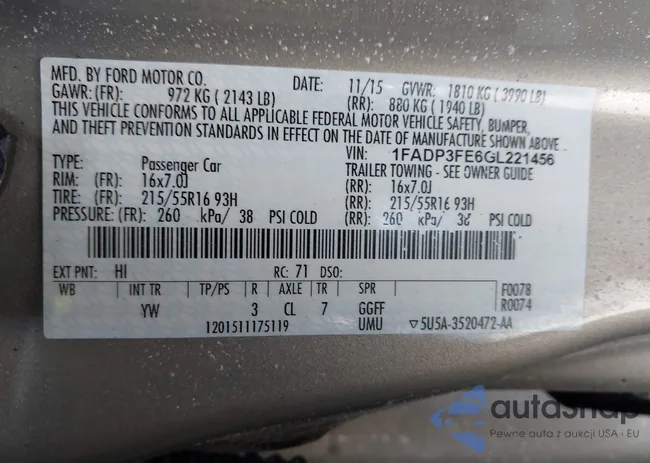 MFD. BY FORD MOTOR CO. DATE: 11/15 GVWR: 1810 KG ( 3990 LB)
GAWR: (FR): 972 KG ( 2143 LB) (RR): 880 KG ( 1940 LB)
THIS VEHICLE CONFORMS TO ALL APPLICABLE FEDERAL MOTOR VEHICLE SAFETY, BUMPER,
AND THEFT PREVENTION STANDARDS IN EFFECT ON THE DATE OF MANUFACTURE SHOWN ABOVE.
VIN: 1FADP3FE6GL221456
TYPE: Passenger Car TRAILER TOWING - SEE OWNER GUIDE
RIM: (FR) 16x7.0J (RR) 16x7.0J
TIRE: (FR) 215/55R16 93H (RR) 215/55R16 93H
PRESSURE: (FR) 260 kPa/ 38 PSI COLD (RR) 260 kPa/ 38 PSI COLD
EXT PNT: HI RC: 71 DSO:
WB INT TR TP/PS R AXLE TR SPR F0078
YW 3 CL 7 GGFF R0074
1201511175119 UMU ▽5U5A-3520472-AA
autasnap
Pewne auta z aukcji USA i EU